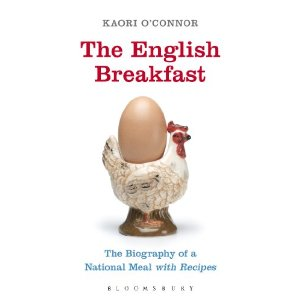 KAORI O'CONNOR
The English
Breakfast
The Biography of a
National Meal with Recipes
BLOOMSBURY